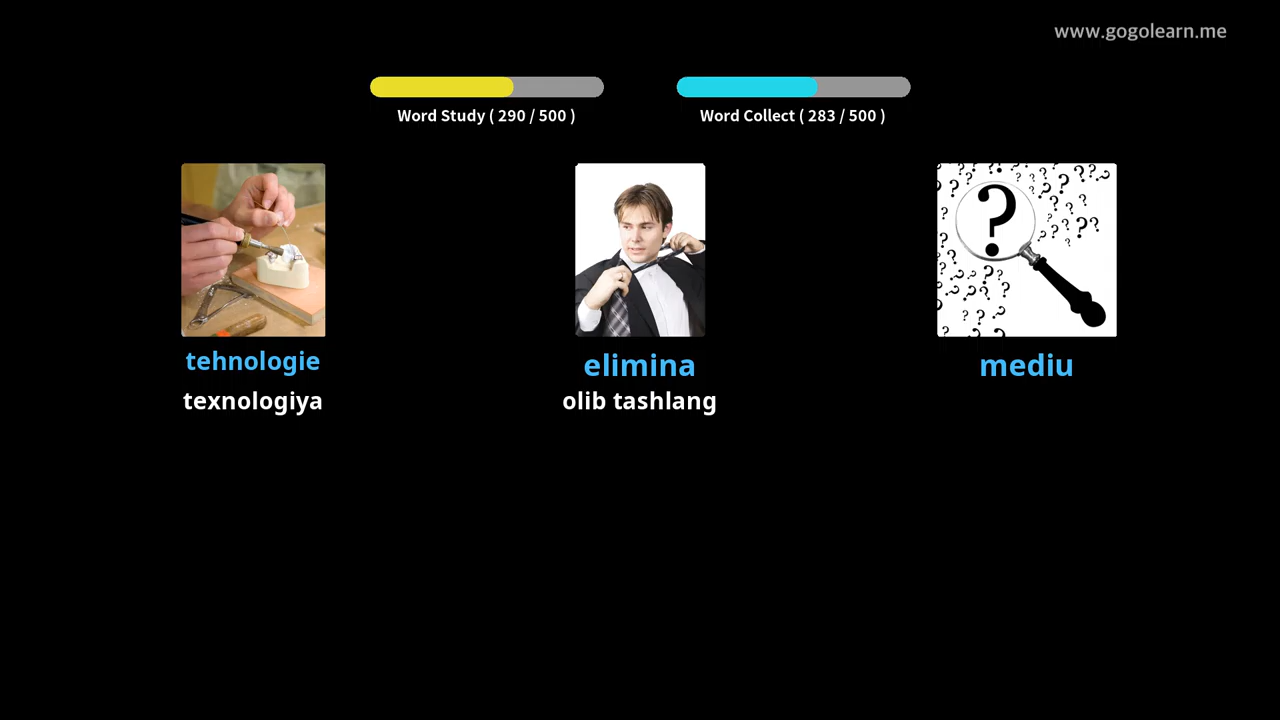 www.gogolearn.me
Word Study ( 290 / 500 )
Word Collect ( 283 / 500 )
tehnologie
texnologiya
elimina
olib tashlang
mediu